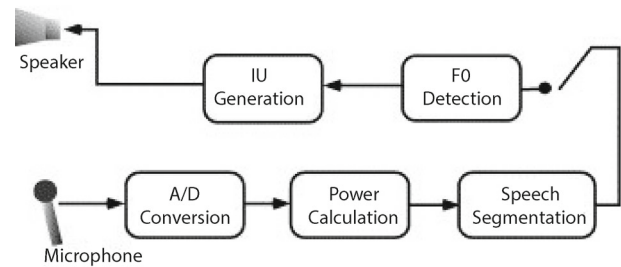 Speaker
IU
Generation
F0
Detection
A/D
Conversion
Power
Calculation
Speech
Segmentation
Microphone